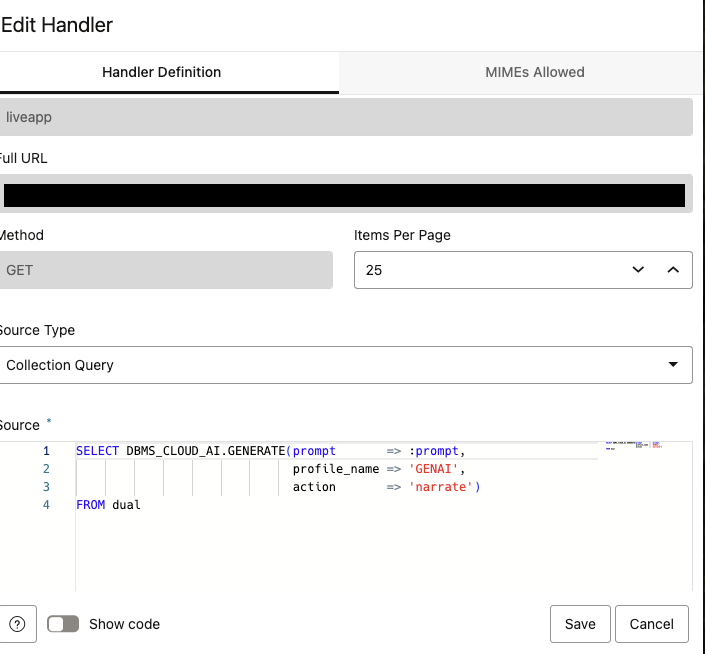 Edit Handler
Handler Definition MIMEs Allowed
liveapp
Full URL
Method Items Per Page
GET 25
Source Type
Collection Query
Source *
1 SELECT DBMS_CLOUD_AI.GENERATE(prompt => :prompt,
2 profile_name => 'GENAI',
3 action => 'narrate')
4 FROM dual
? Show code Save Cancel